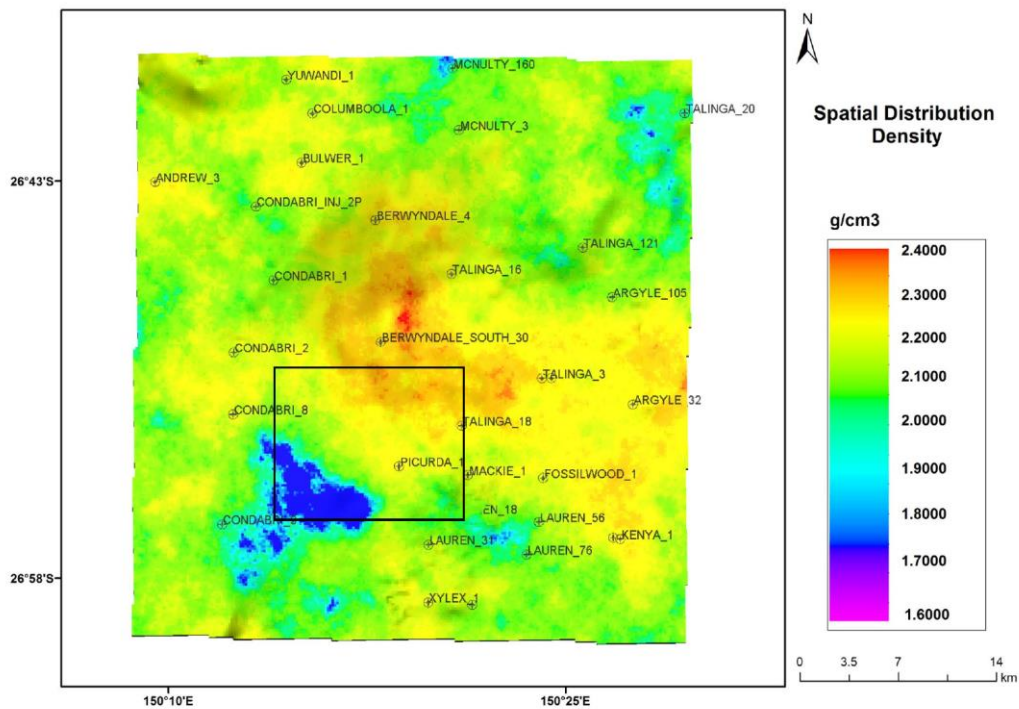 N
MCNULTY_160
YUWANDI_1
COLUMBOOLA_1
TALINGA_20
Spatial Distribution
Density
MCNULTY_3
BULWER_1
26°43'S
ANDREW_3
CONDABRI_INJ_2P
BERWYNDALE_4
g/cm3
TALINGA_121
2.4000
TALINGA_16
CONDABRI_1
2.3000
ARGYLE_105
2.2000
BERWYNDALE_SOUTH_30
CONDABRI_2
2.1000
TALINGA_3
2.0000
ARGYLE_32
CONDABRI_8
TALINGA_18
1.9000
PICURDA_1
MACKIE_1
FOSSILWOOD_1
1.8000
EN_18
LAUREN_56
CONDABRI_
KENYA_1
LAUREN_31
1.7000
LAUREN_76
26°58'S
XYLEX_1
1.6000
0 3.5 7 14
km
150°10'E
150°25'E